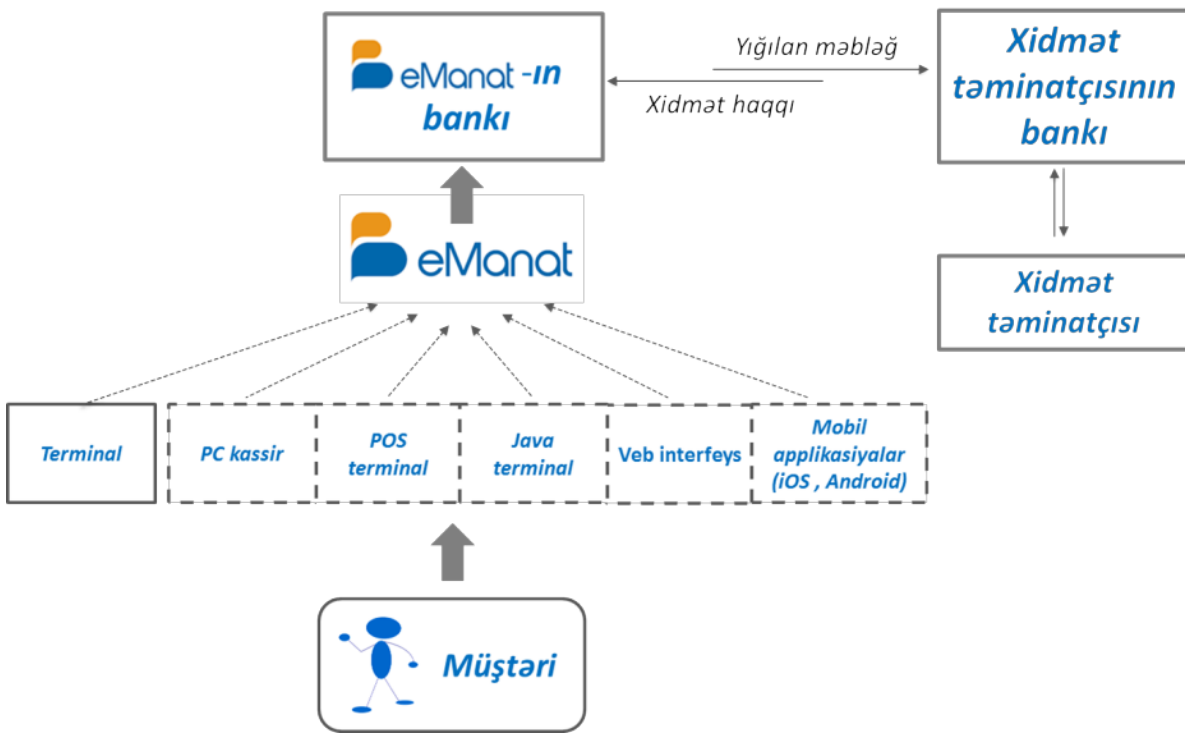 eManat -ın
bankı
Yığılan məbləğ
Xidmət haqqı
Xidmət
təminatçısının
bankı
eManat
Xidmət
təminatçısı
Terminal
PC kassir
POS
terminal
Java
terminal
Veb interfeys
Mobil
applikasiyalar
(iOS , Android)
Müştəri